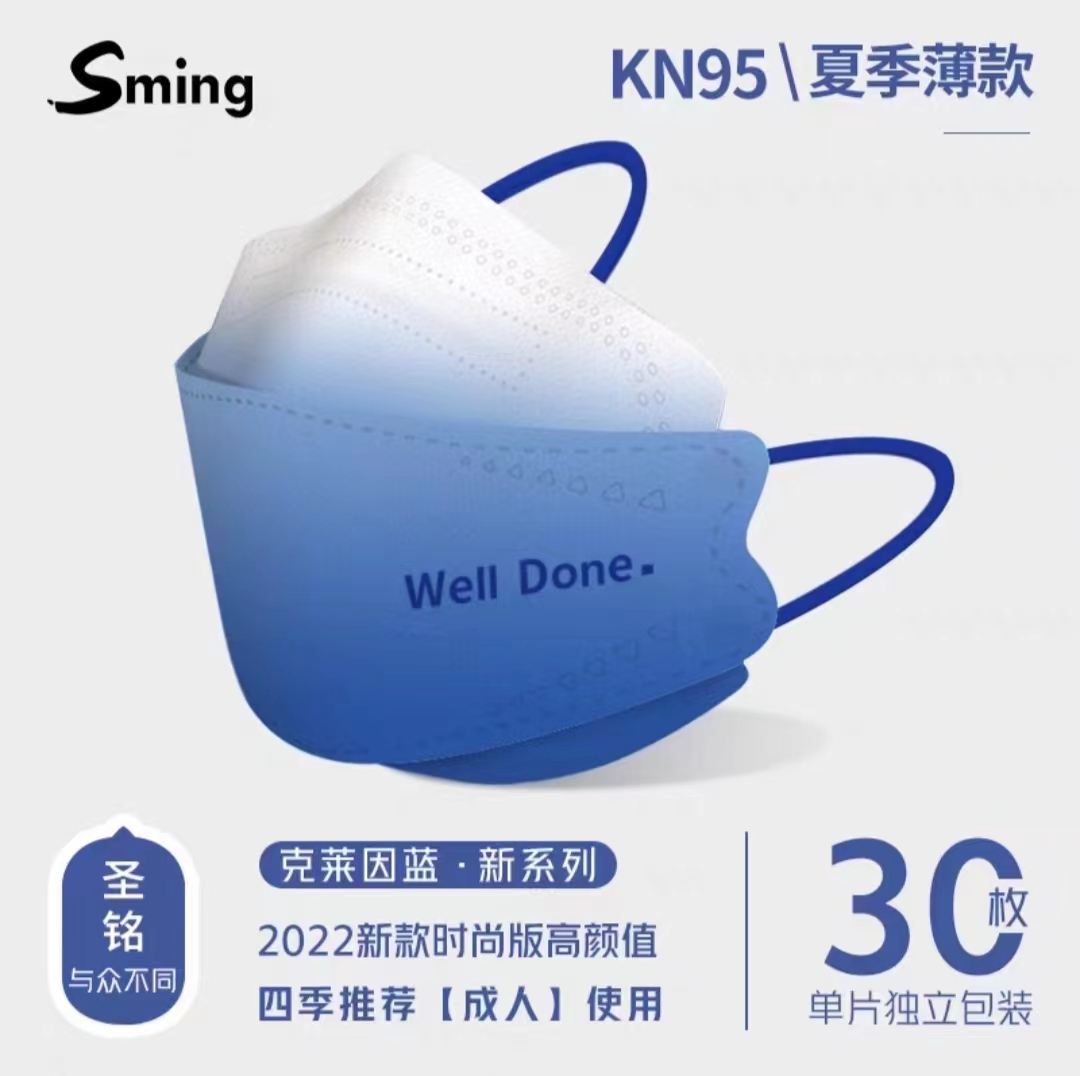 Sming
KN95\夏季薄款
Well Done.
圣铭
与众不同
克莱因蓝·新系列
2022新款时尚版高颜值
四季推荐【成人】使用
30枚
单片独立包装